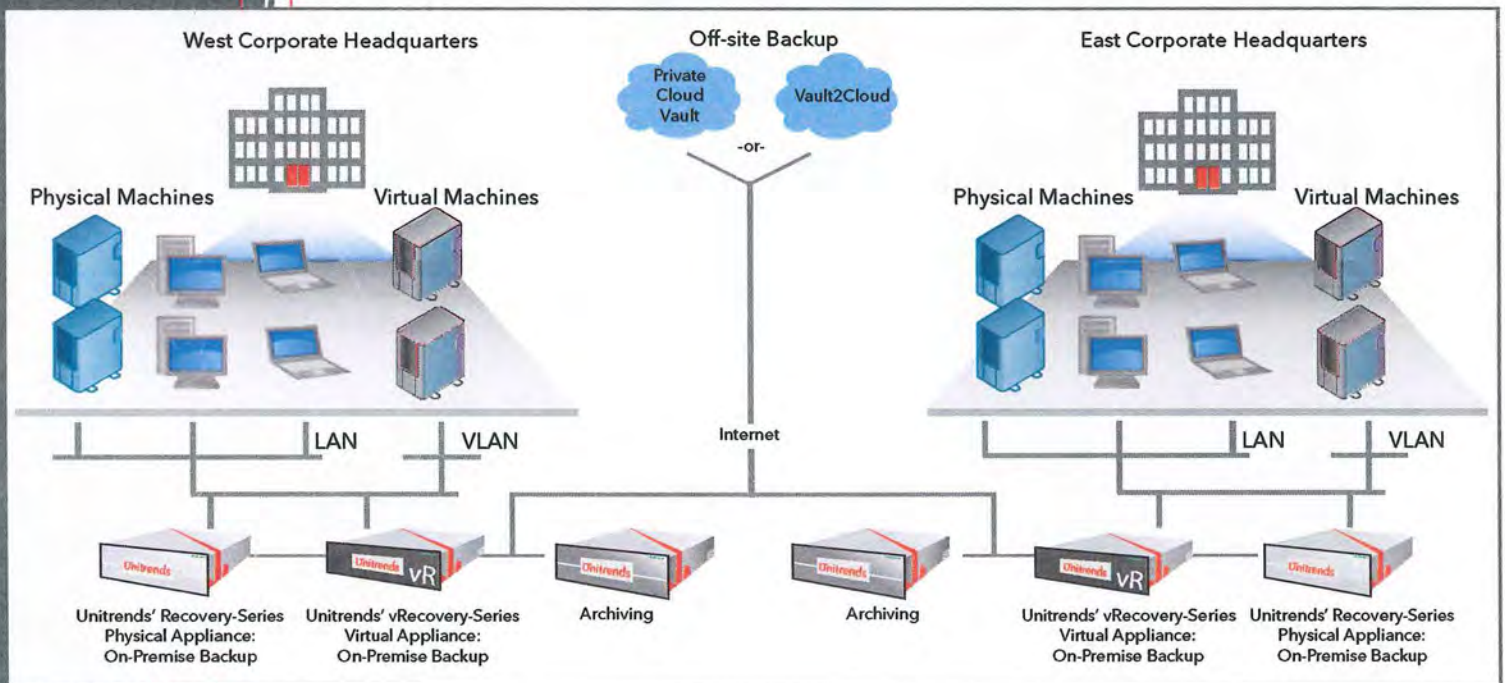 West Corporate Headquarters
Off-site Backup
East Corporate Headquarters
Private
Cloud
Vault
Vault2Cloud
-or-
Physical Machines
Virtual Machines
Physical Machines
Virtual Machines
LAN
VLAN
Internet
LAN
VLAN
Unitrends
Unitrends vR
Unitrends
Unitrends
Unitrends vR
Unitrends
Unitrends' Recovery-Series
Physical Appliance:
On-Premise Backup
Unitrends' vRecovery-Series
Virtual Appliance:
On-Premise Backup
Archiving
Archiving
Unitrends' vRecovery-Series
Virtual Appliance:
On-Premise Backup
Unitrends' Recovery-Series
Physical Appliance:
On-Premise Backup